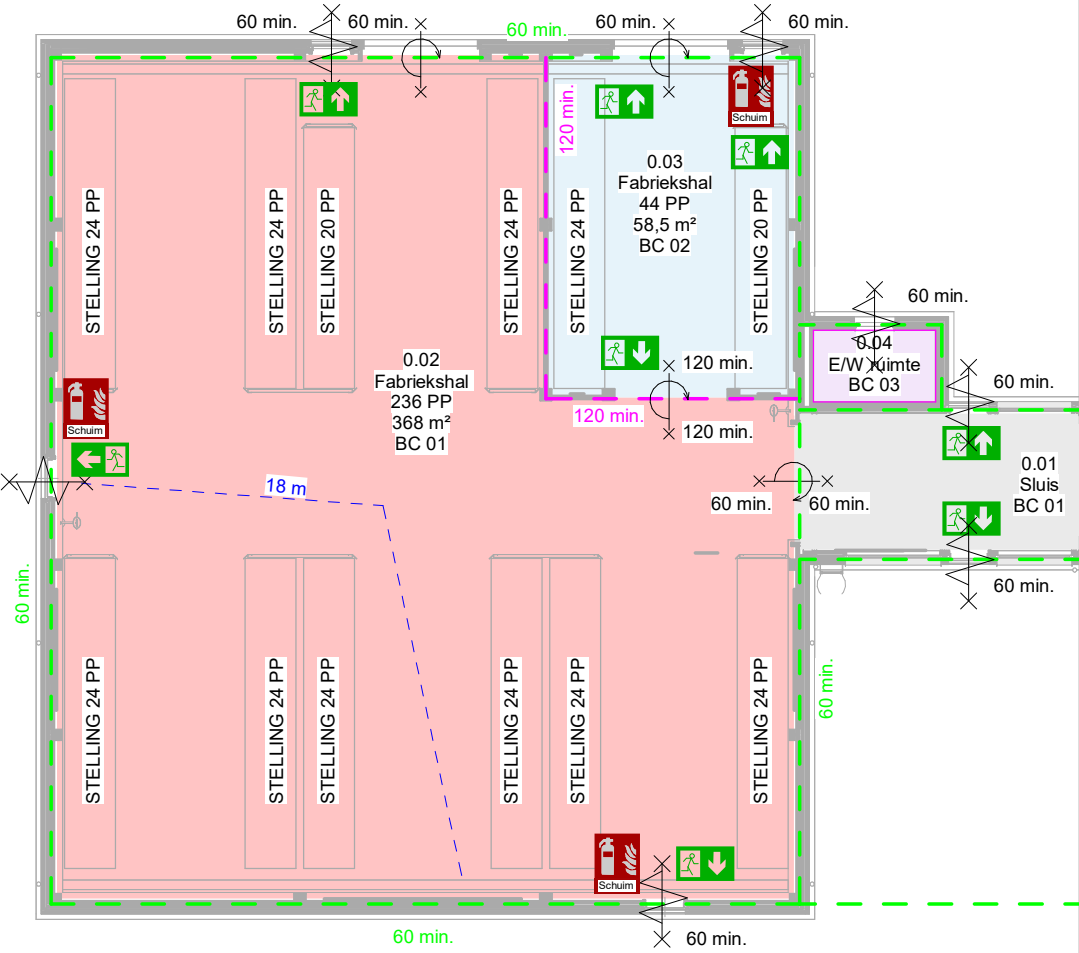 60 min.
60 min.
60 min.
60 min.
60 min.
Schuim
120 min.
0.03
Fabriekshal
44 PP
58,5 m²
BC 02
STELLING 24 PP
STELLING 24 PP
STELLING 20 PP
STELLING 24 PP
STELLING 24 PP
STELLING 20 PP
60 min.
0.04
E/W ruimte
BC 03
0.02
Fabriekshal
236 PP
368 m²
BC 01
120 min.
60 min.
120 min.
120 min.
Schuim
0.01
Sluis
BC 01
18 m
60 min.
60 min.
60 min.
60 min.
STELLING 24 PP
STELLING 24 PP
STELLING 24 PP
STELLING 24 PP
STELLING 24 PP
STELLING 24 PP
60 min.
Schuim
60 min.
60 min.